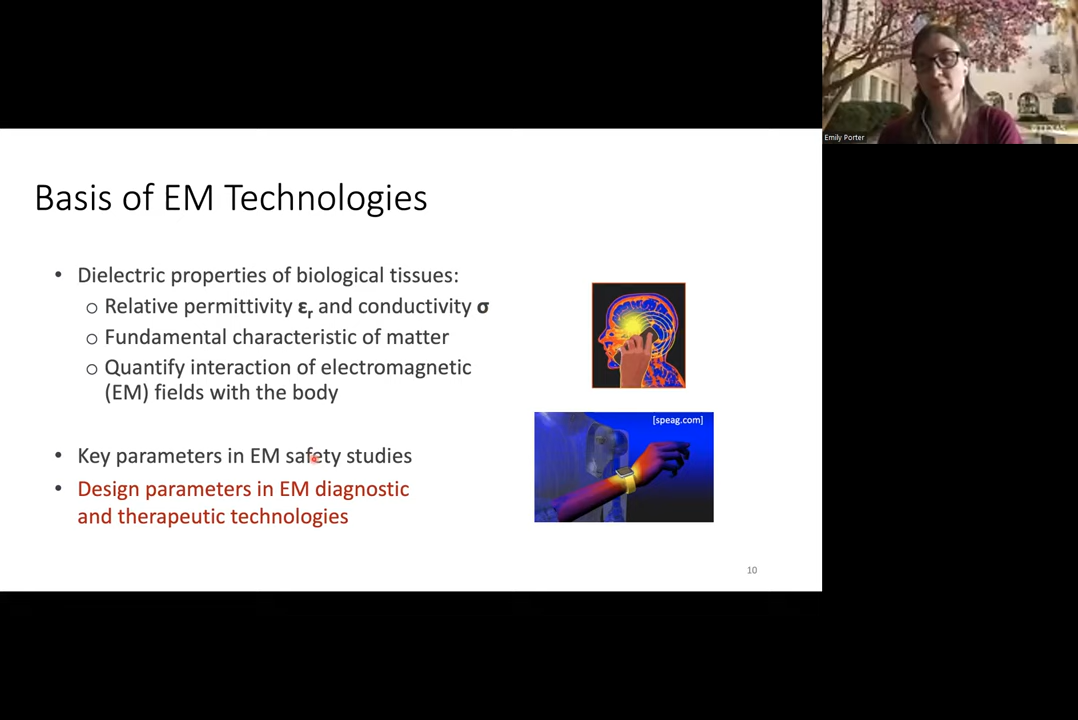 Basis of EM Technologies
• Dielectric properties of biological tissues:
o Relative permittivity εr and conductivity σ
o Fundamental characteristic of matter
o Quantify interaction of electromagnetic
(EM) fields with the body
• Key parameters in EM safety studies
• Design parameters in EM diagnostic
and therapeutic technologies
[speag.com]
10
Emily Porter